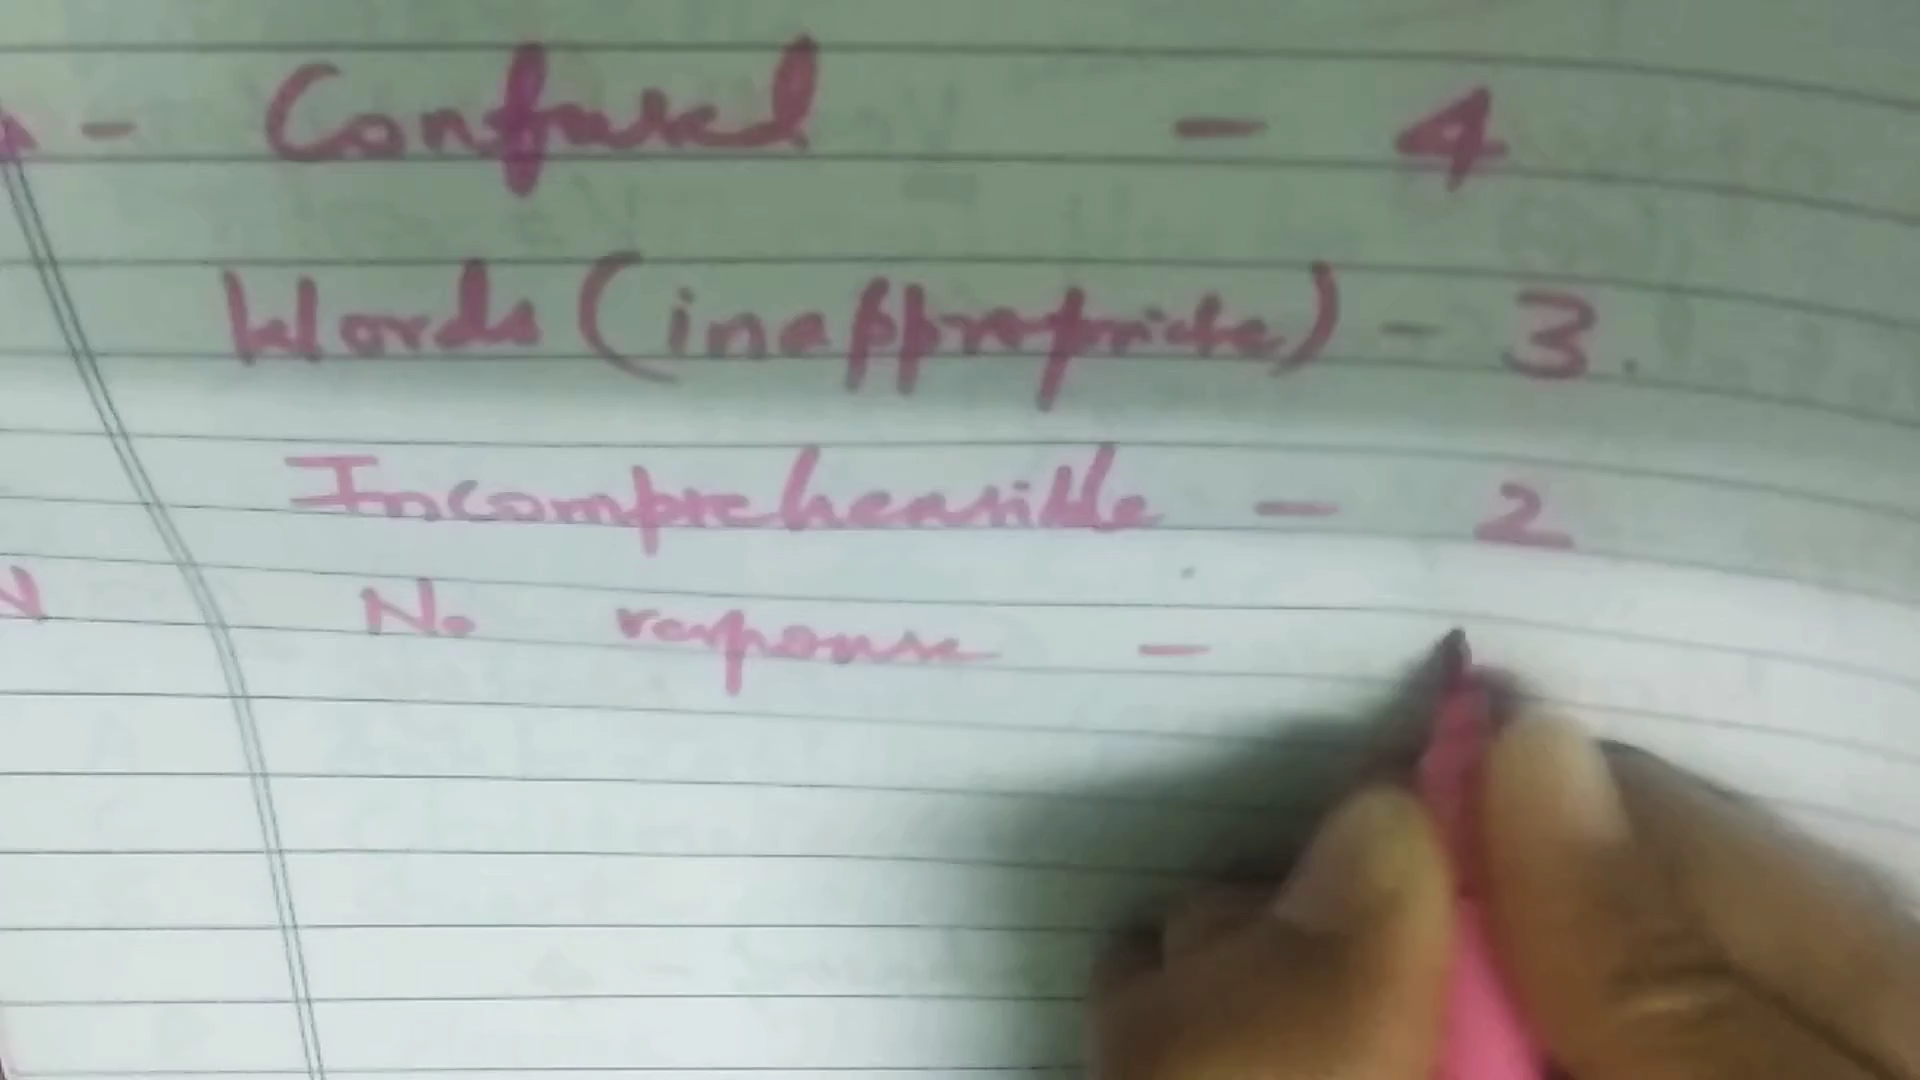 - Confused - 4
Words (inappropriate) - 3.
Incomprehensible - 2
N No response -